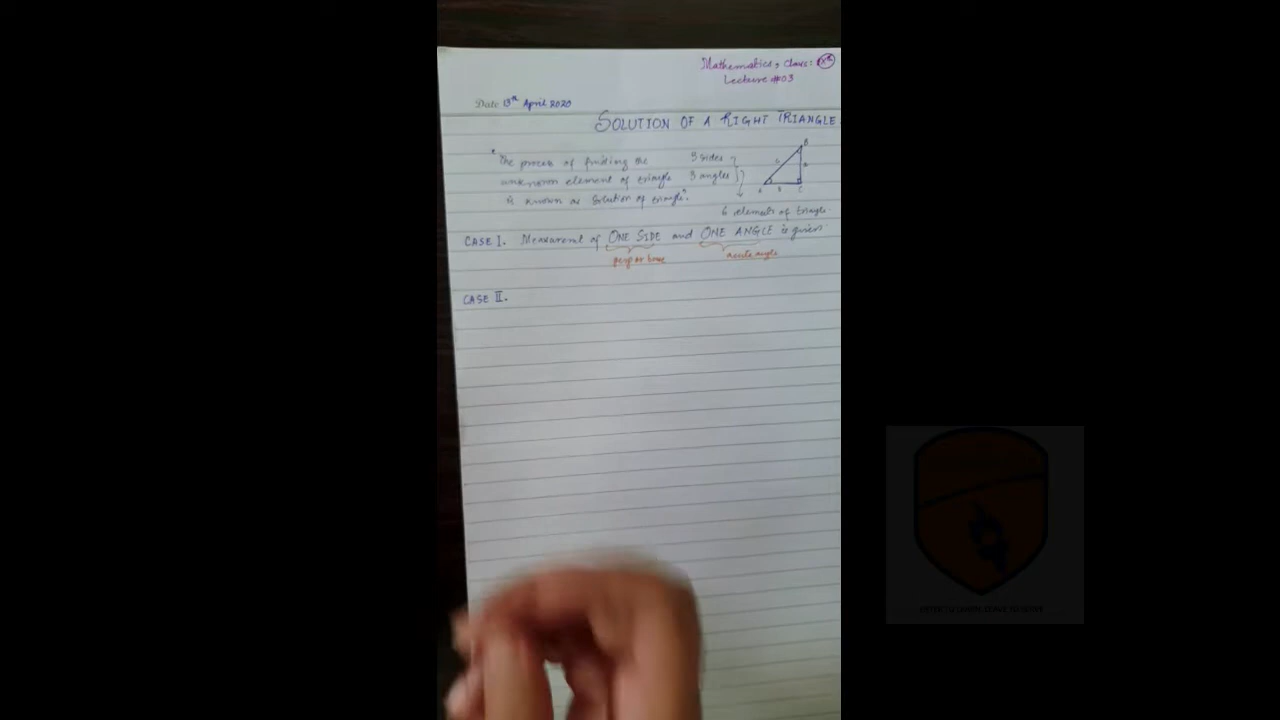 Mathematics, Class: IXth
Lecture #03
Date 13th April 2020
SOLUTION OF A RIGHT TRIANGLE
"The process of finding the
unknown element of triangle
is known as Solution of triangle".
3 sides
3 angles
6 elements of triangle
B
A
C
CASE I. Measurement of ONE SIDE and ONE ANGLE is given
perp or base
acute angle
CASE II.